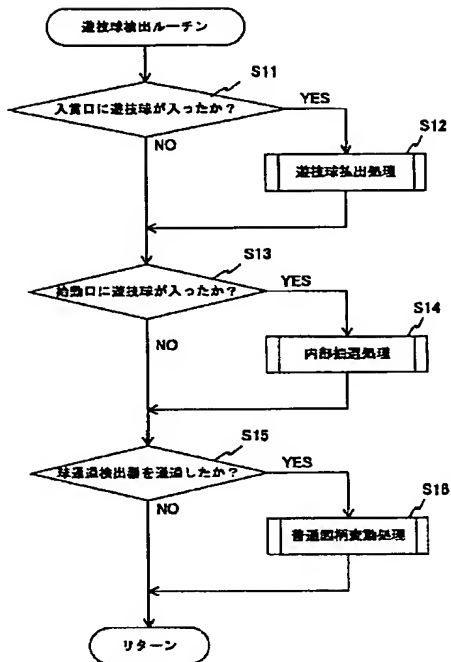 遊技球検出ルーチン
S11
入賞口に遊技球が入ったか？
YES
S12
NO
遊技球払出処理
S13
始動口に遊技球が入ったか？
YES
S14
NO
内部抽選処理
S15
球通過検出器を通過したか？
YES
S16
NO
普通図柄変動処理
リターン